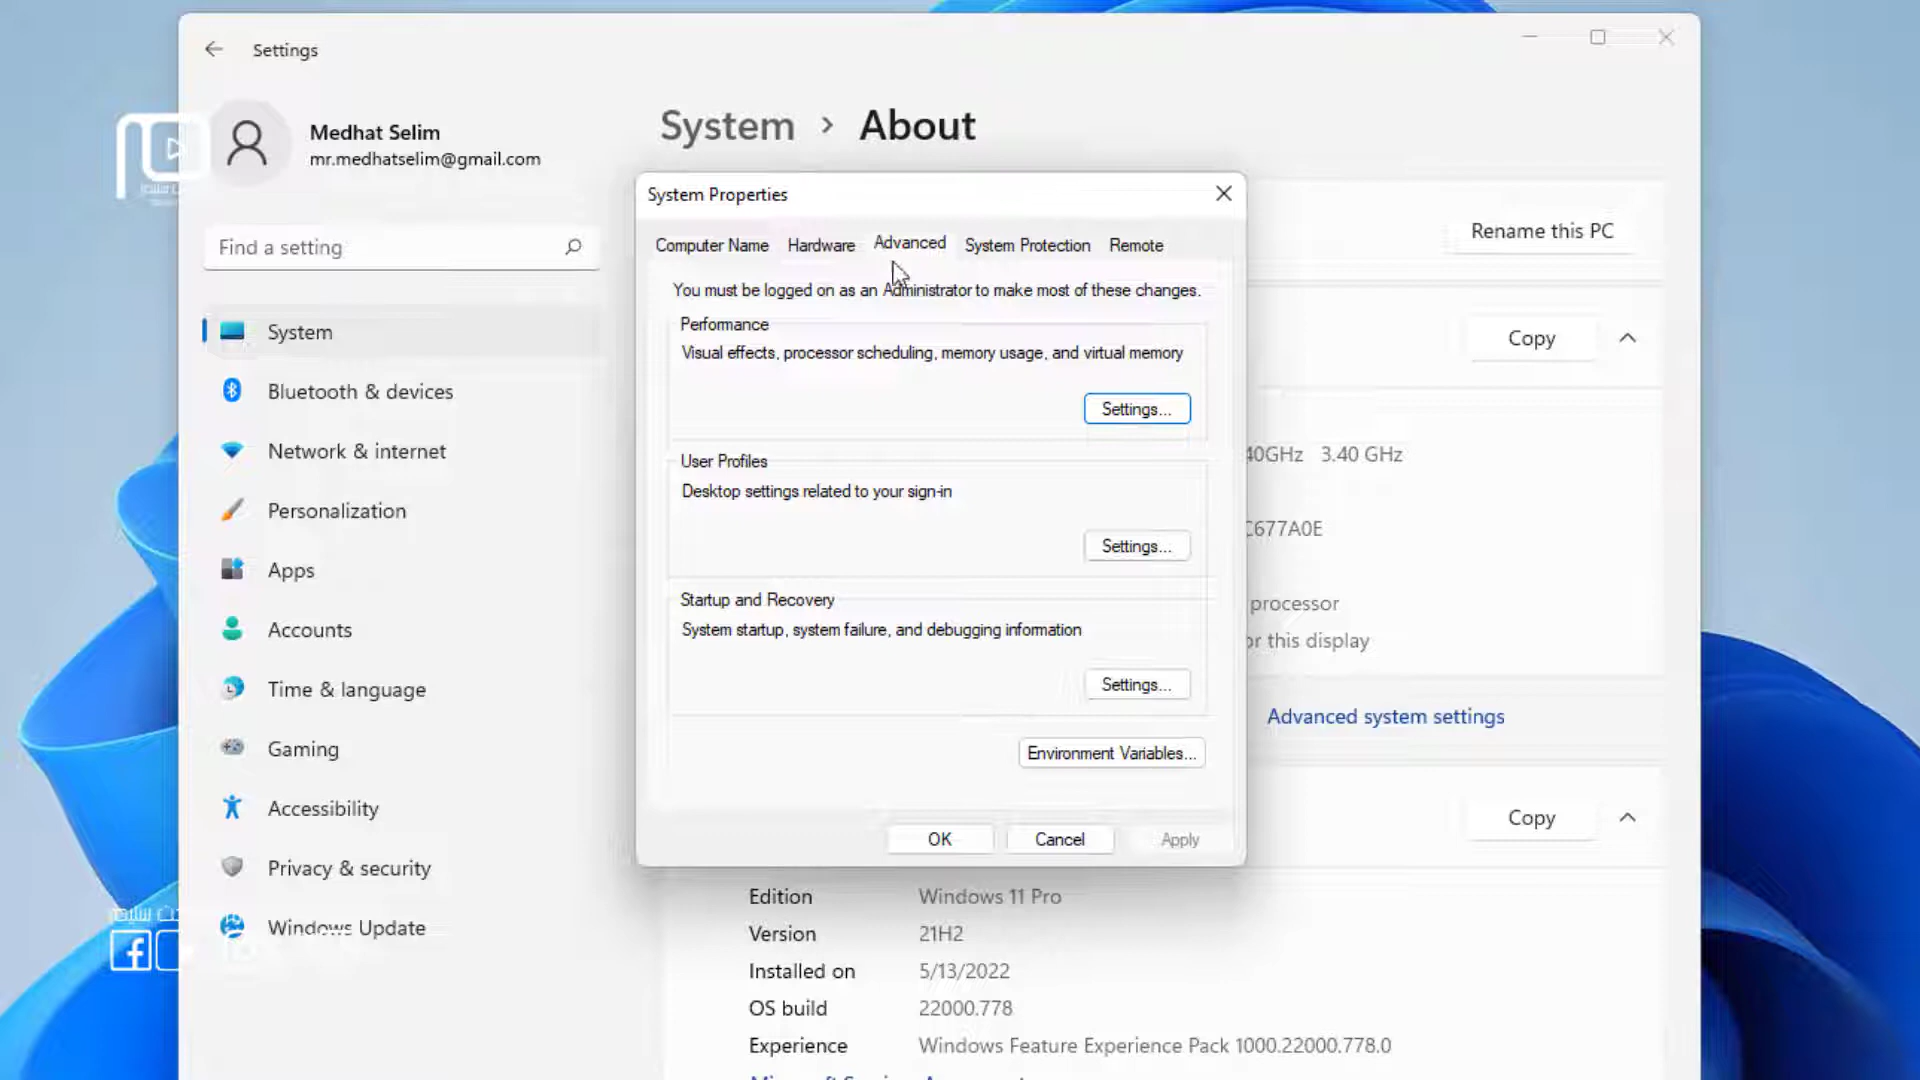 Settings
Medhat Selim
mr.medhatselim@gmail.com
System > About
System Properties
Find a setting
Computer Name Hardware Advanced System Protection Remote
Rename this PC
You must be logged on as an Administrator to make most of these changes.
Performance
Visual effects, processor scheduling, memory usage, and virtual memory
Settings...
User Profiles
Desktop settings related to your sign-in
Settings...
Startup and Recovery
System startup, system failure, and debugging information
Settings...
Environment Variables...
OK Cancel Apply
System
Bluetooth & devices
Network & internet
Personalization
Apps
Accounts
Time & language
Gaming
Accessibility
Privacy & security
Windows Update
Copy
40GHz 3.40 GHz
C677A0E
processor
or this display
Advanced system settings
Copy
Edition Windows 11 Pro
Version 21H2
Installed on 5/13/2022
OS build 22000.778
Experience Windows Feature Experience Pack 1000.22000.778.0